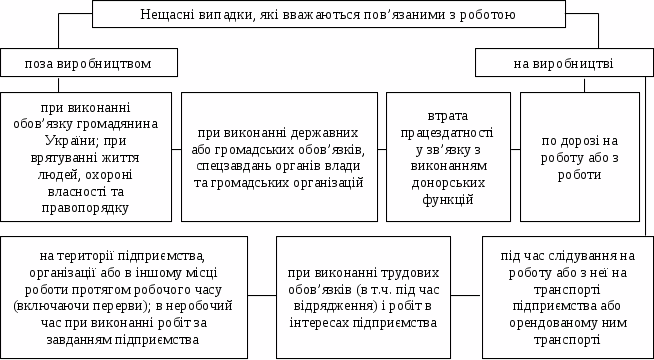 Нещасні випадки, які вважаються пов’язаними з роботою
поза виробництвом
на виробництві
при виконанні
обов’язку громадянина
України; при
врятуванні життя
людей, охороні
власності та
правопорядку
при виконанні державних
або громадських обов’язків,
спецзавдань органів влади
та громадських організацій
втрата
працездатності
у зв’язку з
виконанням
донорських
функцій
по дорозі на
роботу або з
роботи
на території підприємства,
організації або в іншому місці
роботи протягом робочого часу
(включаючи перерви); в неробочий
час при виконанні робіт за
завданням підприємства
при виконанні трудових
обов’язків (в т.ч. під час
відрядження) і робіт в
інтересах підприємства
під час слідування на
роботу або з неї на
транспорті
підприємства або
орендованому ним
транспорті